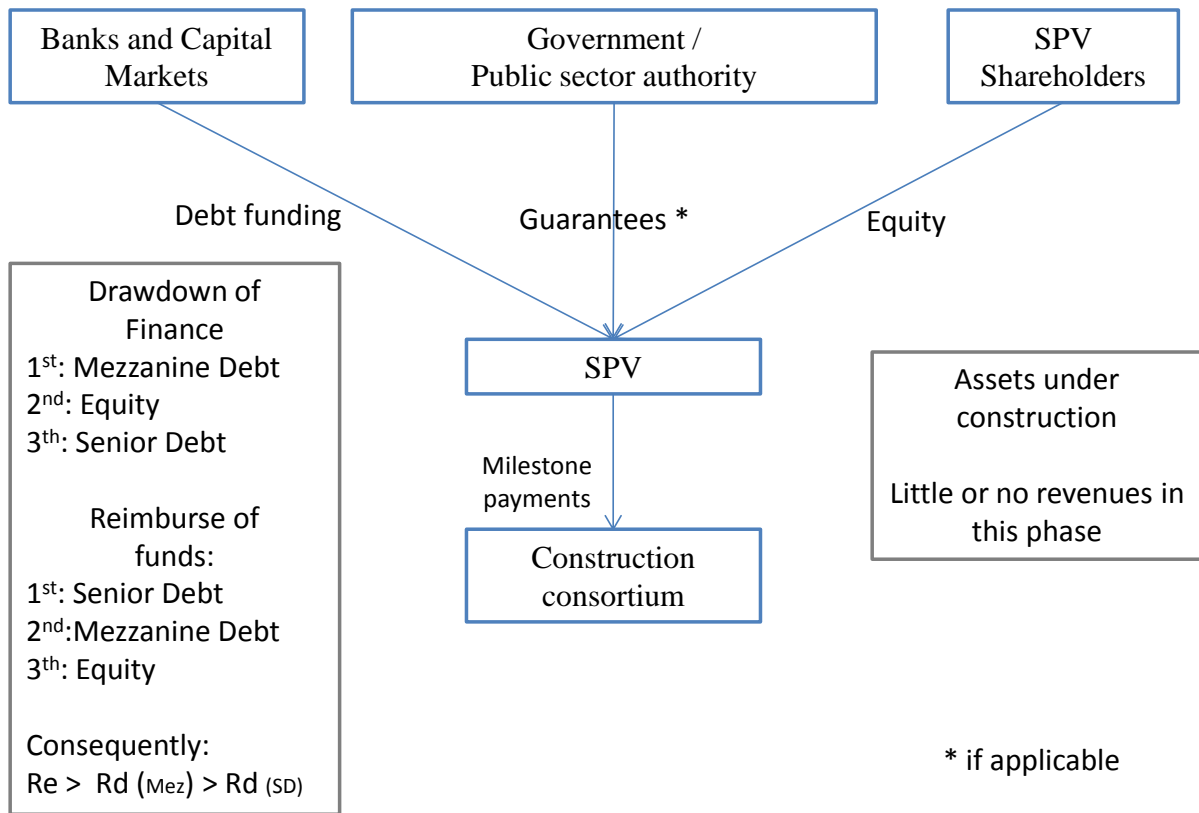 Banks and Capital
Markets
Government /
Public sector authority
SPV
Shareholders
Debt funding
Guarantees *
Equity
Drawdown of
Finance
1st: Mezzanine Debt
2nd: Equity
3th: Senior Debt
Reimburse of
funds:
1st: Senior Debt
2nd:Mezzanine Debt
3th: Equity
Consequently:
Re > Rd (Mez) > Rd (SD)
SPV
Milestone
payments
Construction
consortium
Assets under
construction
Little or no revenues in
this phase
* if applicable